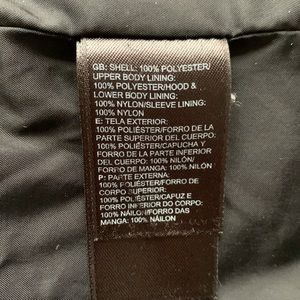 GB: SHELL: 100% POLYESTER/
UPPER BODY LINING:
100% POLYESTER/HOOD &
LOWER BODY LINING:
100% NYLON/SLEEVE LINING:
100% NYLON
E: TELA EXTERIOR:
100% POLIÉSTER/FORRO DE LA
PARTE SUPERIOR DEL CUERPO:
100% POLIÉSTER/CAPUCHA Y
FORRO DE LA PARTE INFERIOR
DEL CUERPO: 100% NILÓN/
FORRO DE MANGA: 100% NILÓN
P: PARTE EXTERNA:
100% POLIÉSTER/FORRO DE
CORPO SUPERIOR:
100% POLIÉSTER/CAPUZ E
FORRO INFERIOR DO CORPO:
100% NÁILON/FORRO DAS
MANGA: 100% NÁILON